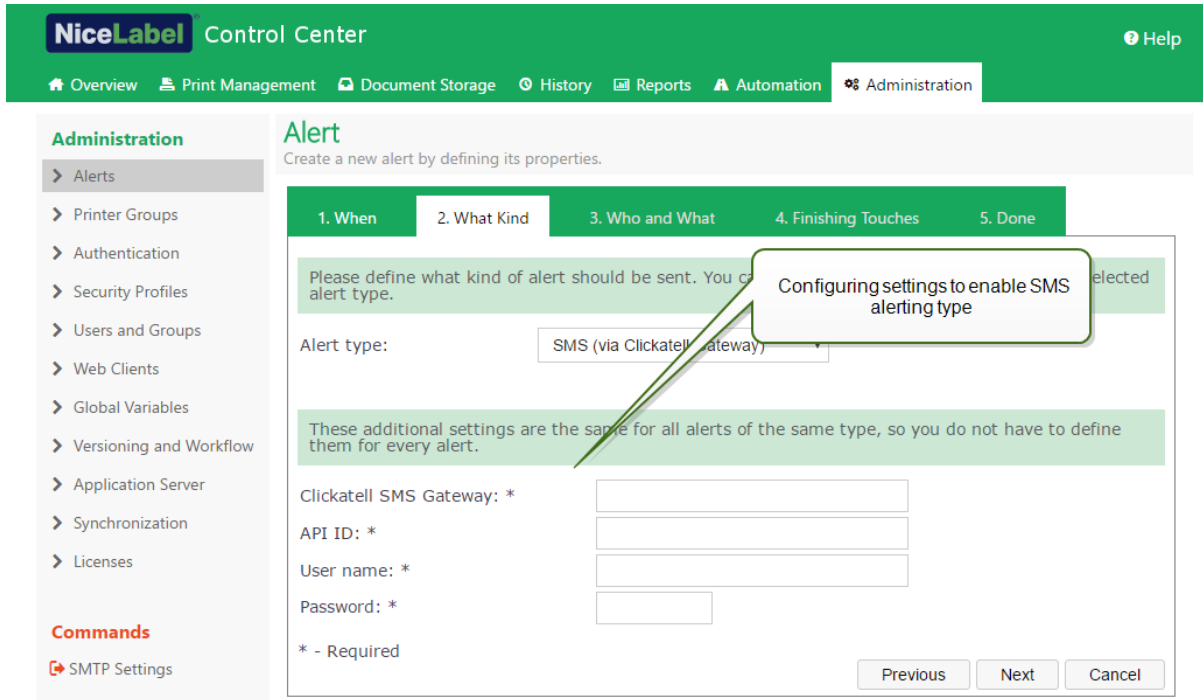 NiceLabel Control Center
Help
Overview Print Management Document Storage History Reports Automation Administration
Administration
Alerts
Printer Groups
Authentication
Security Profiles
Users and Groups
Web Clients
Global Variables
Versioning and Workflow
Application Server
Synchronization
Licenses
Commands
SMTP Settings
Alert
Create a new alert by defining its properties.
1. When 2. What Kind 3. Who and What 4. Finishing Touches 5. Done
Please define what kind of alert should be sent. You
alert type.
Configuring settings to enable SMS
alerting type
Alert type: SMS (via Clickatell Gateway)
These additional settings are the same for all alerts of the same type, so you do not have to define
them for every alert.
Clickatell SMS Gateway: *
API ID: *
User name: *
Password: *
* - Required
Previous Next Cancel